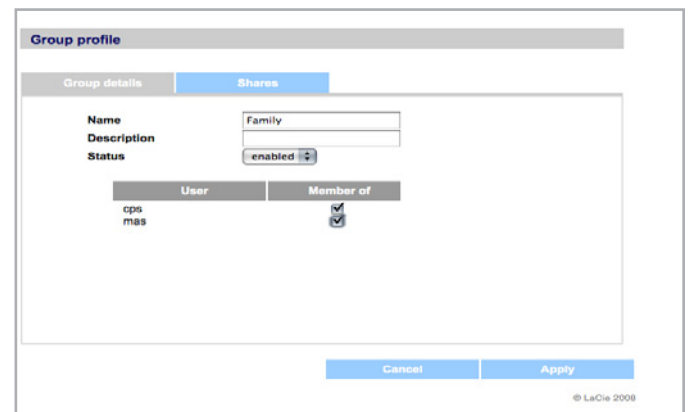 Group profile
Group details Shares
Name Family
Description
Status enabled
User Member of
cps
mas
Cancel Apply
© LaCie 2008